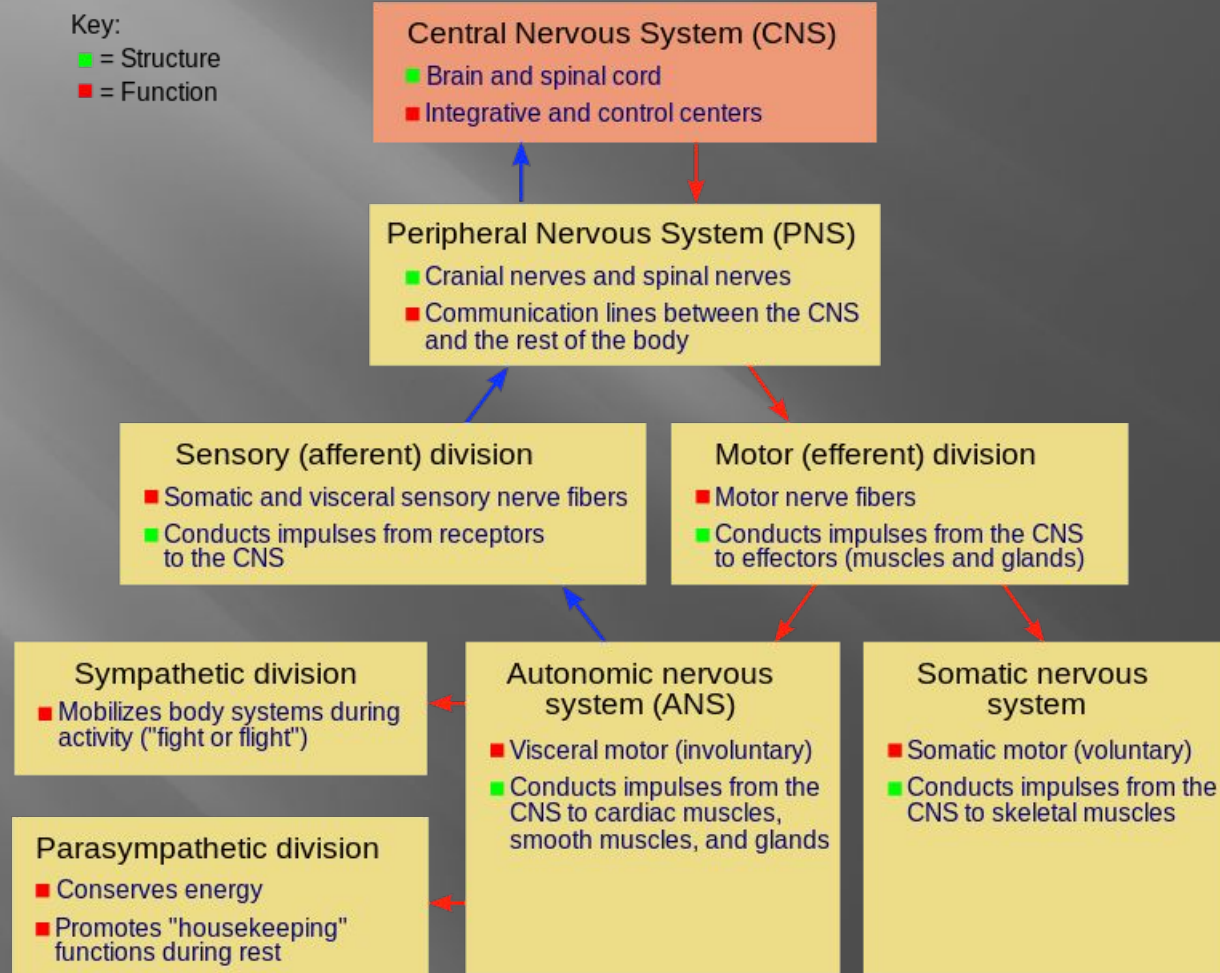 Key:
= Structure
= Function
Central Nervous System (CNS)
Brain and spinal cord
Integrative and control centers
Peripheral Nervous System (PNS)
Cranial nerves and spinal nerves
Communication lines between the CNS
and the rest of the body
Sensory (afferent) division
Somatic and visceral sensory nerve fibers
Conducts impulses from receptors
to the CNS
Motor (efferent) division
Motor nerve fibers
Conducts impulses from the CNS
to effectors (muscles and glands)
Sympathetic division
Mobilizes body systems during
activity ("fight or flight")
Autonomic nervous
system (ANS)
Visceral motor (involuntary)
Conducts impulses from the
CNS to cardiac muscles,
smooth muscles, and glands
Somatic nervous
system
Somatic motor (voluntary)
Conducts impulses from the
CNS to skeletal muscles
Parasympathetic division
Conserves energy
Promotes "housekeeping"
functions during rest